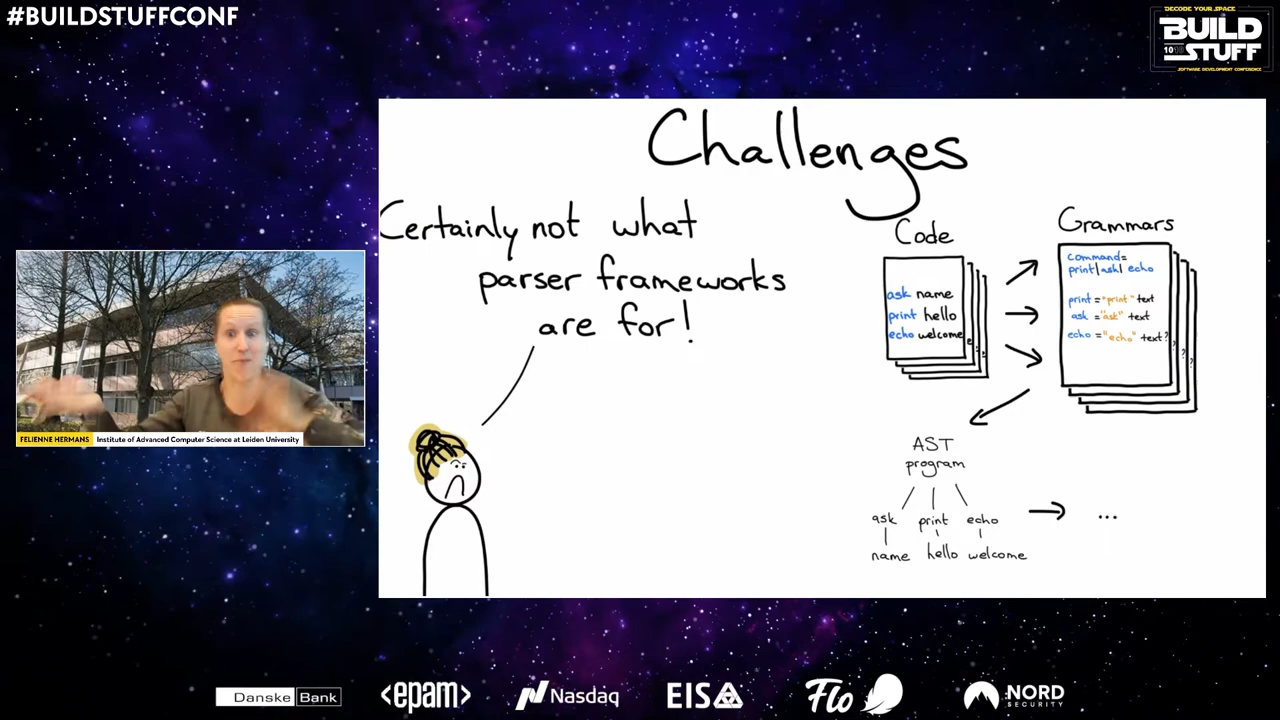 #BUILDSTUFFCONF
DECODE YOUR SPACE
BUILD
STUFF
SOFTWARE DEVELOPMENT CONFERENCE
Challenges
Certainly not what
parser frameworks
are for!
Code
ask name
print hello
echo welcome
Grammars
command=
print|ask| echo
print = "print" text
ask = "ask" text
echo = "echo" text?
AST
program
ask print echo
name hello welcome
...
FELIENNE HERMANS Institute of Advanced Computer Science at Leiden University
Danske Bank
<epam>
Nasdaq
EIS
Flo
NORD
SECURITY